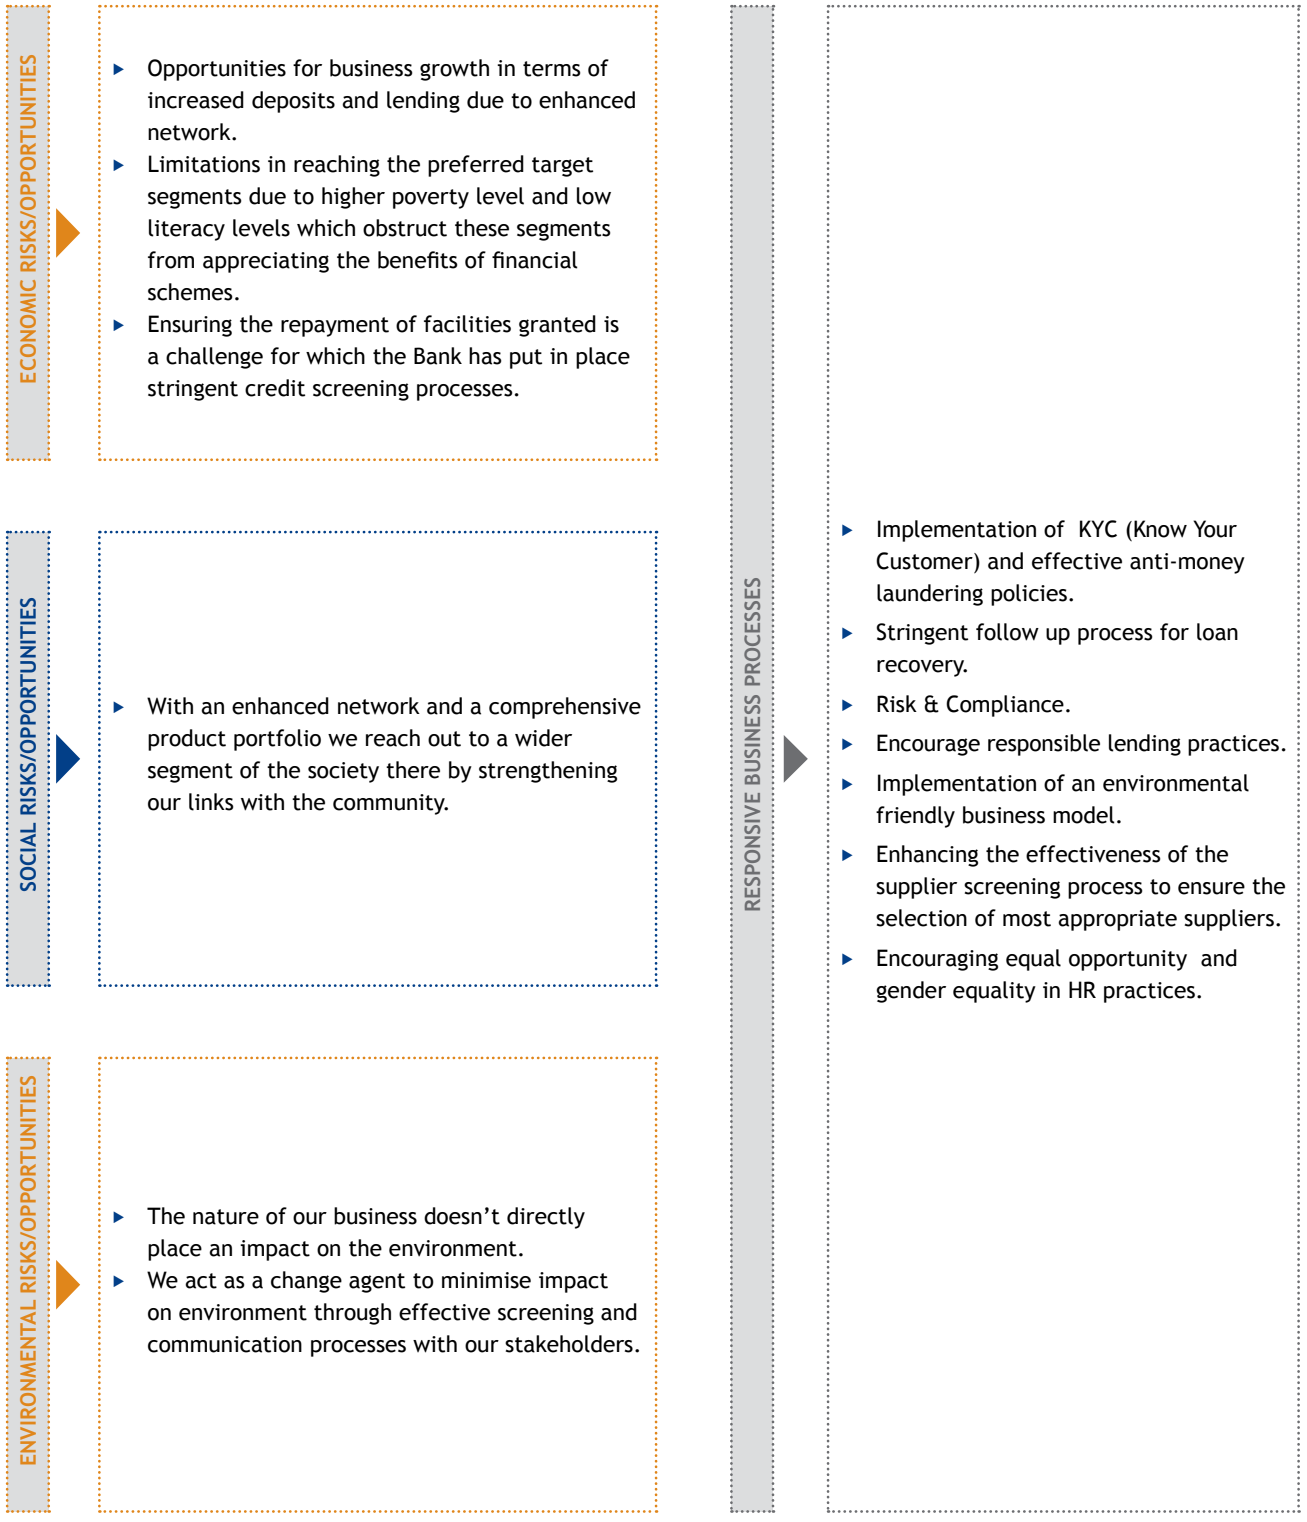 ECONOMIC RISKS/OPPORTUNITIES
▶ Opportunities for business growth in terms of
increased deposits and lending due to enhanced
network.
▶ Limitations in reaching the preferred target
segments due to higher poverty level and low
literacy levels which obstruct these segments
from appreciating the benefits of financial
schemes.
▶ Ensuring the repayment of facilities granted is
a challenge for which the Bank has put in place
stringent credit screening processes.
SOCIAL RISKS/OPPORTUNITIES
▶ With an enhanced network and a comprehensive
product portfolio we reach out to a wider
segment of the society there by strengthening
our links with the community.
ENVIRONMENTAL RISKS/OPPORTUNITIES
▶ The nature of our business doesn’t directly
place an impact on the environment.
▶ We act as a change agent to minimise impact
on environment through effective screening and
communication processes with our stakeholders.
RESPONSIVE BUSINESS PROCESSES
▶ Implementation of  KYC (Know Your
Customer) and effective anti-money
laundering policies.
▶ Stringent follow up process for loan
recovery.
▶ Risk & Compliance.
▶ Encourage responsible lending practices.
▶ Implementation of an environmental
friendly business model.
▶ Enhancing the effectiveness of the
supplier screening process to ensure the
selection of most appropriate suppliers.
▶ Encouraging equal opportunity  and
gender equality in HR practices.